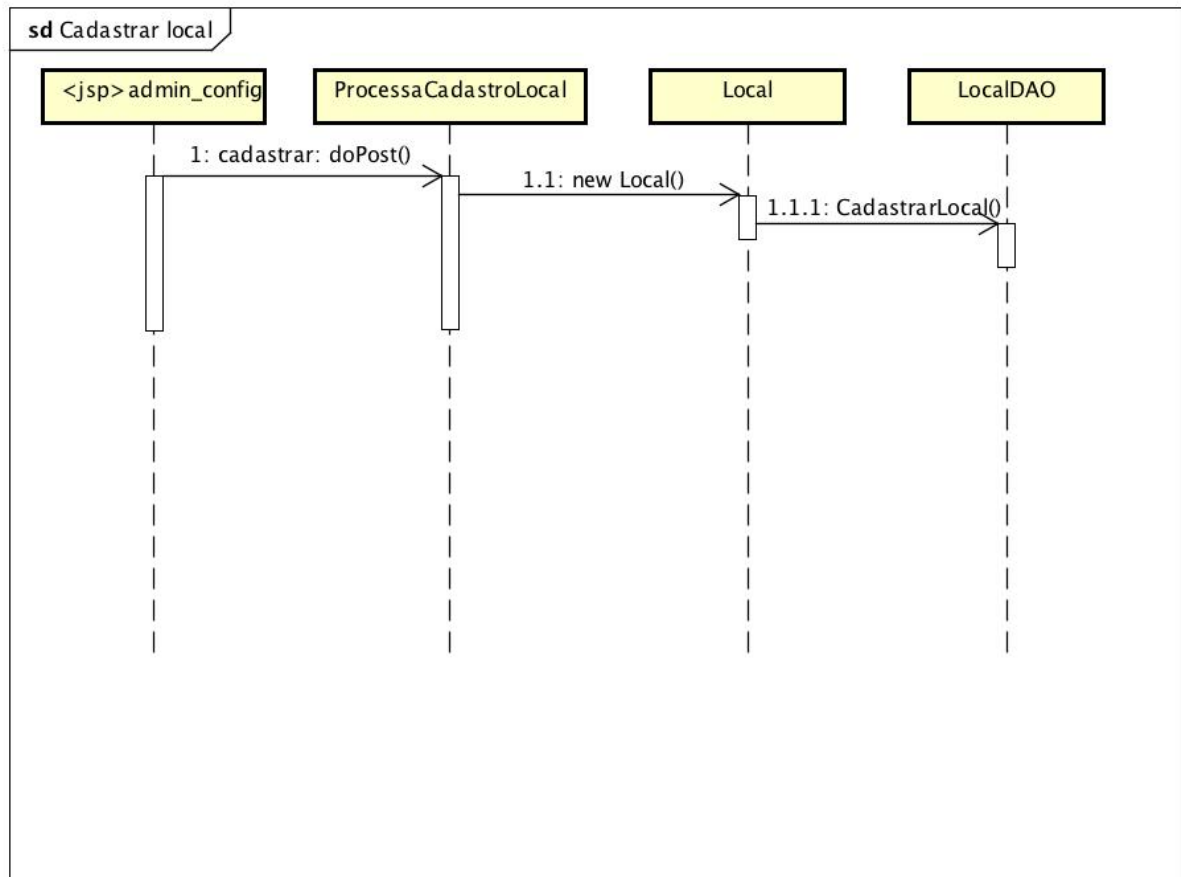 sd Cadastrar local
<jsp>admin_config
ProcessaCadastroLocal
Local
LocalDAO
1: cadastrar: doPost()
1.1: new Local()
1.1.1: CadastrarLocal()